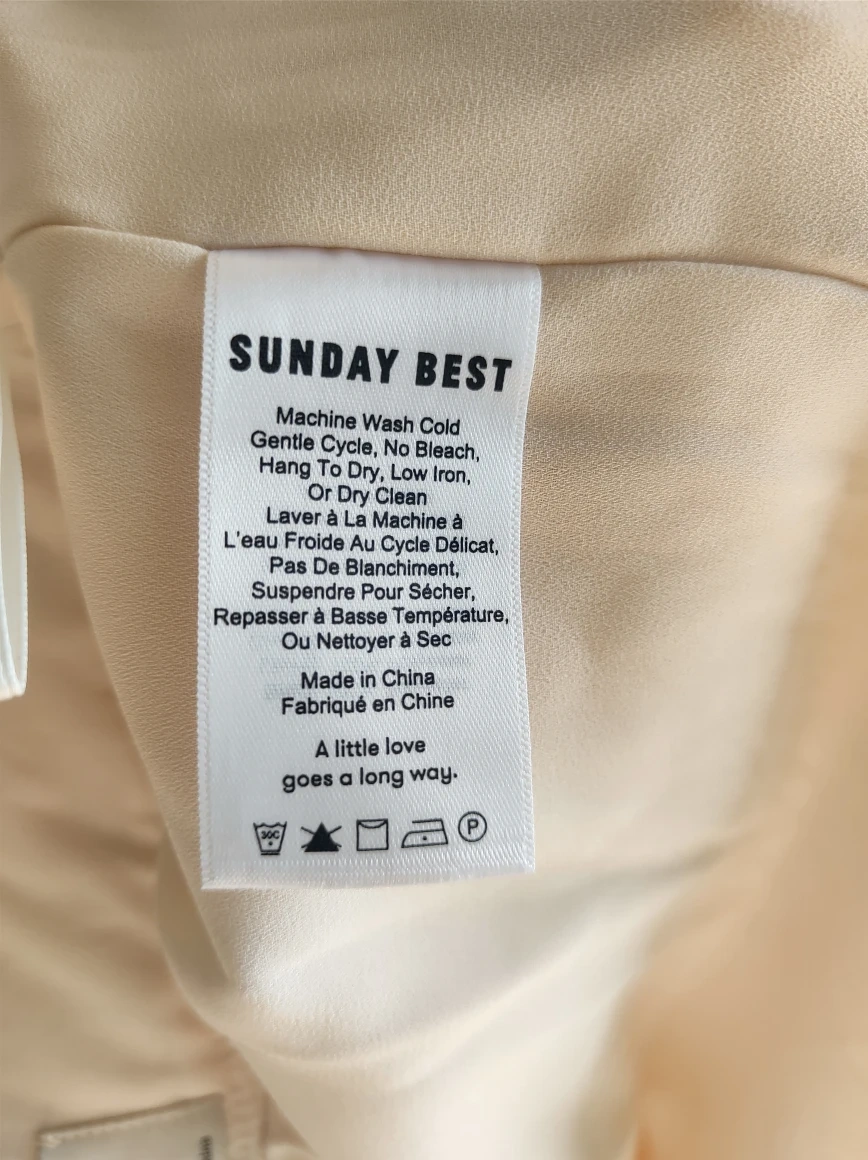 SUNDAY BEST
Machine Wash Cold
Gentle Cycle, No Bleach,
Hang To Dry, Low Iron,
Or Dry Clean
Laver à La Machine à
L'eau Froide Au Cycle Délicat,
Pas De Blanchiment,
Suspendre Pour Sécher,
Repasser à Basse Température,
Ou Nettoyer à Sec
Made in China
Fabriqué en Chine
A little love
goes a long way.
30C
P